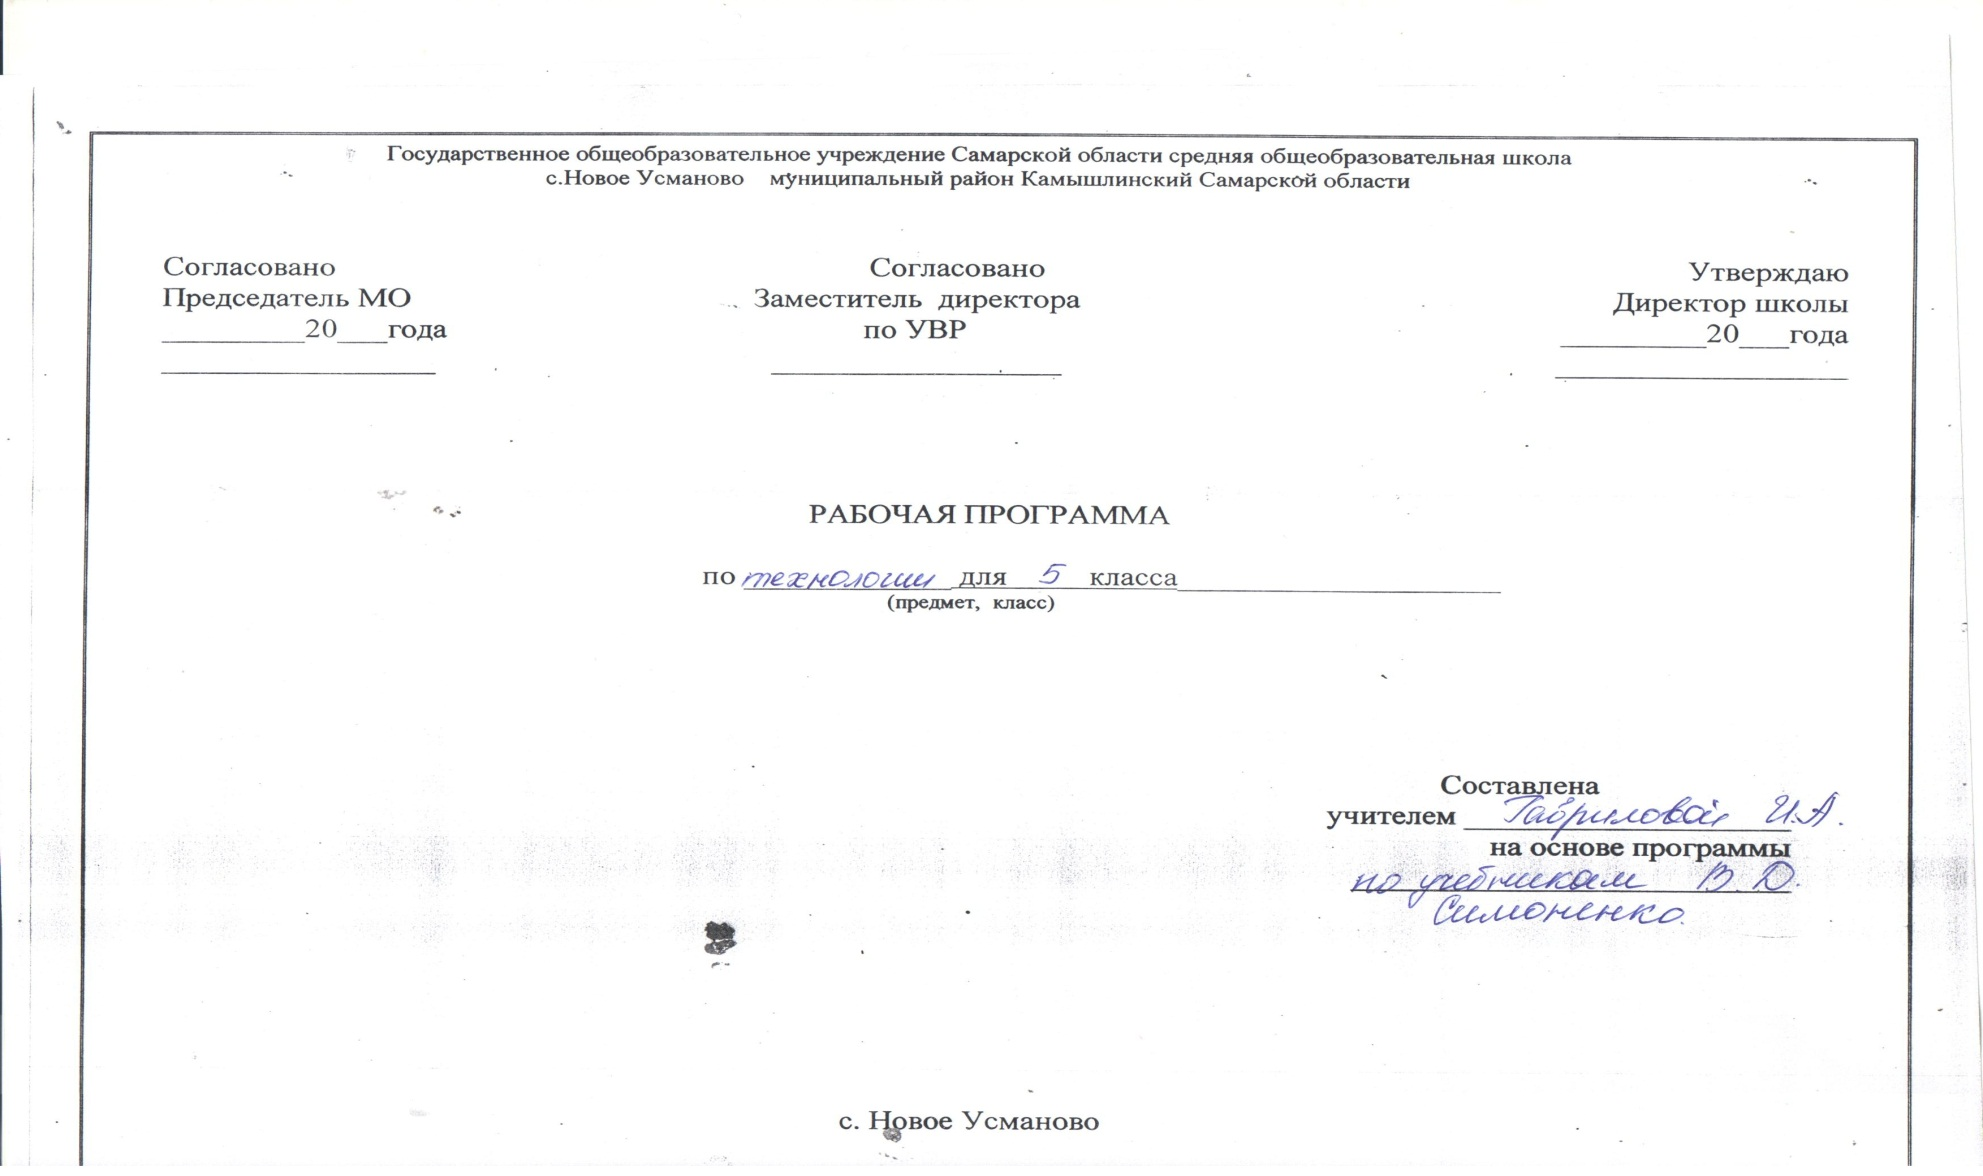 Государственное общеобразовательное учреждение Самарской области средняя общеобразовательная школа
с.Новое Усманово муниципальный район Камышлинский Самарской области
Согласовано
Председатель МО
__________20____года
Согласовано
Заместитель директора
по УВР
Утверждаю
Директор школы
__________20____года
РАБОЧАЯ ПРОГРАММА
по технологии для 5 класса
(предмет, класс)
Составлена
учителем Гавриловой И.А.
на основе программы
по учебникам В.Д.
Симоненко.
с. Новое Усманово